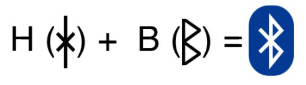 H (ᚼ) + B (ᛒ) =